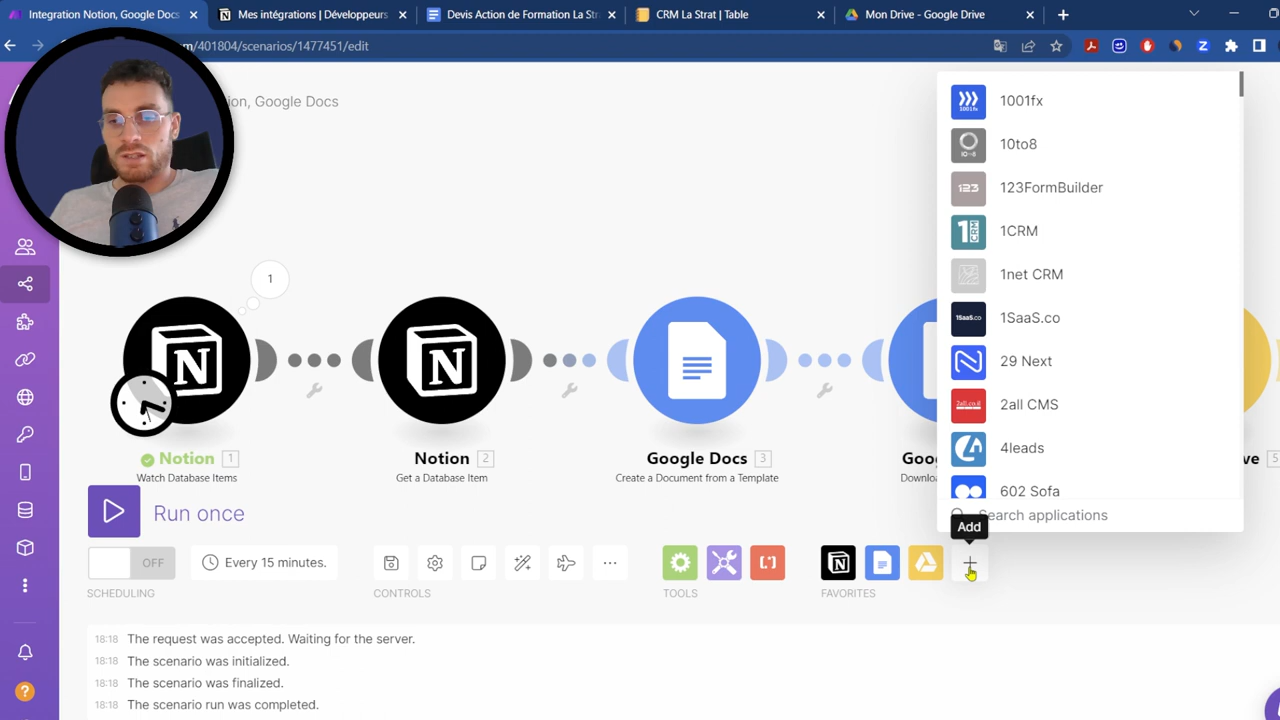 Integration Notion, Google Docs
Mes intégrations | Développeurs
Devis Action de Formation La St
CRM La Strat | Table
Mon Drive - Google Drive
m/401804/scenarios/1477451/edit
ion, Google Docs
1001fx
10to8
123FormBuilder
1CRM
1net CRM
1SaaS.co
29 Next
2all CMS
4leads
602 Sofa
Search applications
Add
1
Notion 1
Watch Database Items
Notion 2
Get a Database Item
Google Docs 3
Create a Document from a Template
Goo
Downlo
ve 5
Run once
OFF
Every 15 minutes.
SCHEDULING
CONTROLS
TOOLS
FAVORITES
18:18 The request was accepted. Waiting for the server.
18:18 The scenario was initialized.
18:18 The scenario was finalized.
18:18 The scenario run was completed.